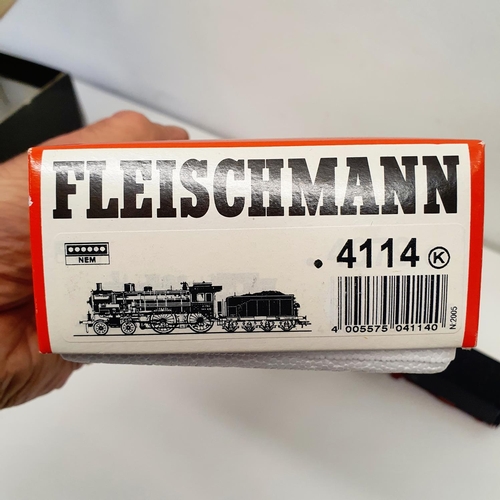 FLEISCHMANN
NEM
. 4114 K
4 005575 041140
N 2005